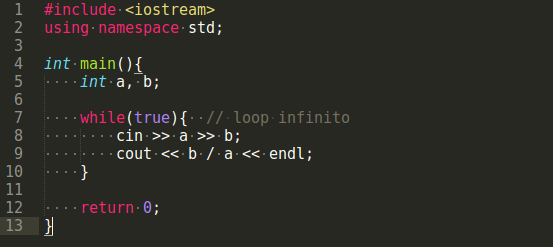 1 #include <iostream>
2 using namespace std;
3
4 int main(){
5     int a, b;
6
7     while(true){  // loop infinito
8         cin >> a >> b;
9         cout << b / a << endl;
10     }
11
12     return 0;
13 }